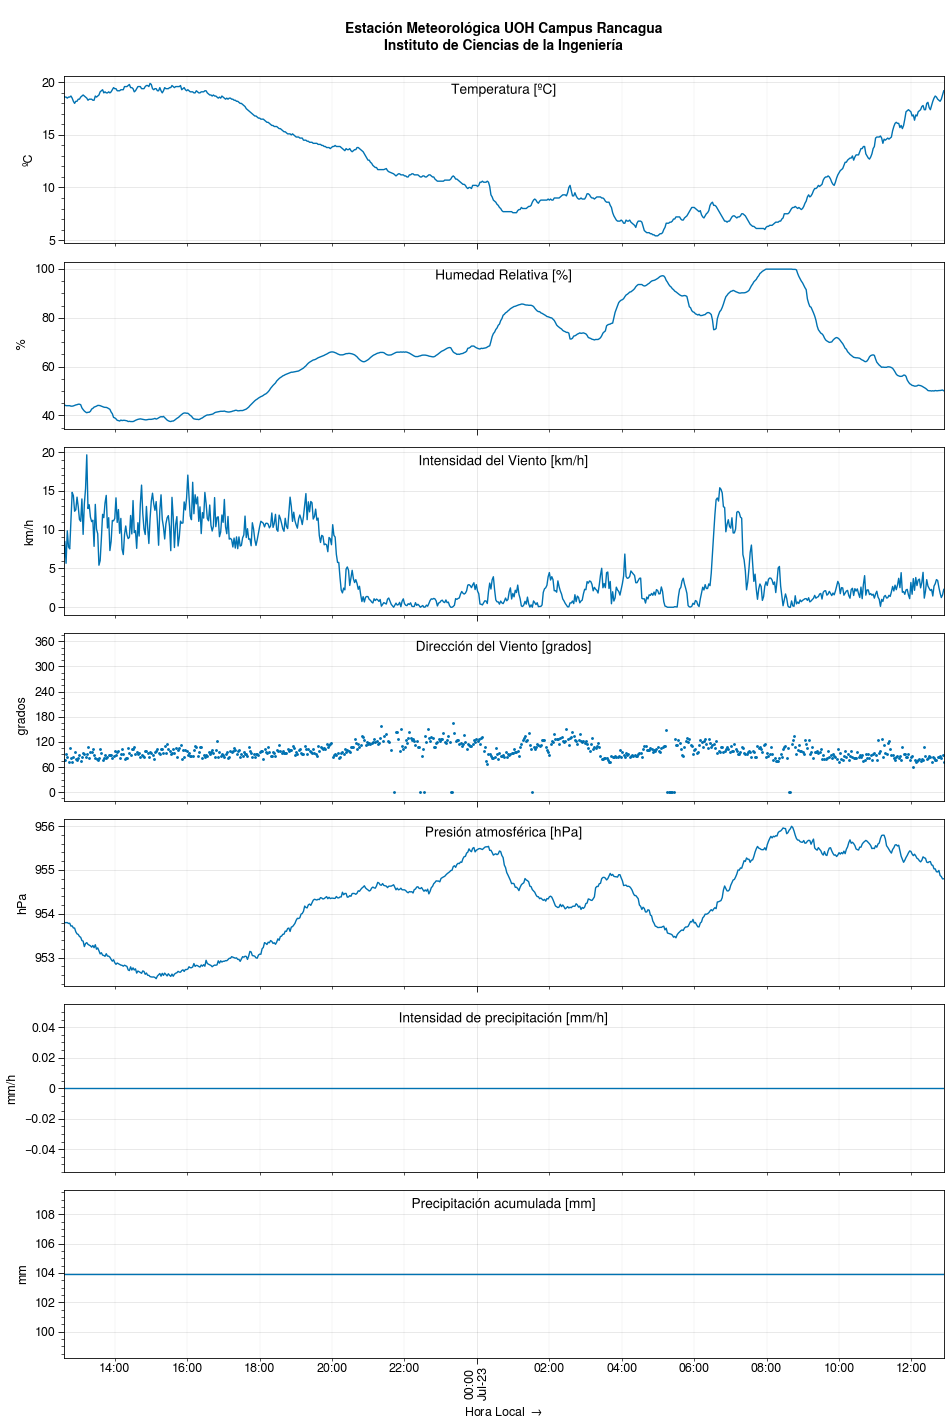 Estación Meteorológica UOH Campus Rancagua
Instituto de Ciencias de la Ingeniería
Temperatura [ºC]
20
15
10
5
ºC
Humedad Relativa [%]
100
80
60
40
%
Intensidad del Viento [km/h]
20
15
10
5
0
km/h
Dirección del Viento [grados]
360
300
240
180
120
60
0
grados
Presión atmosférica [hPa]
956
955
954
953
hPa
Intensidad de precipitación [mm/h]
0.04
0.02
0
−0.02
−0.04
mm/h
Precipitación acumulada [mm]
108
106
104
102
100
mm
14:00 16:00 18:00 20:00 22:00 00:00 02:00 04:00 06:00 08:00 10:00 12:00
Jul-23
Hora Local →